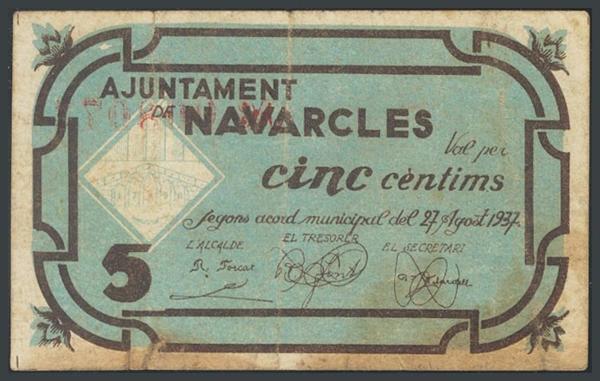 AJUNTAMENT
DE NAVARCLES
Val per
cinc cèntims
Segons acord municipal del 27 Agost 1937.
L'ALCALDE EL TRESORER EL SECRETARI
R. Torcat
5